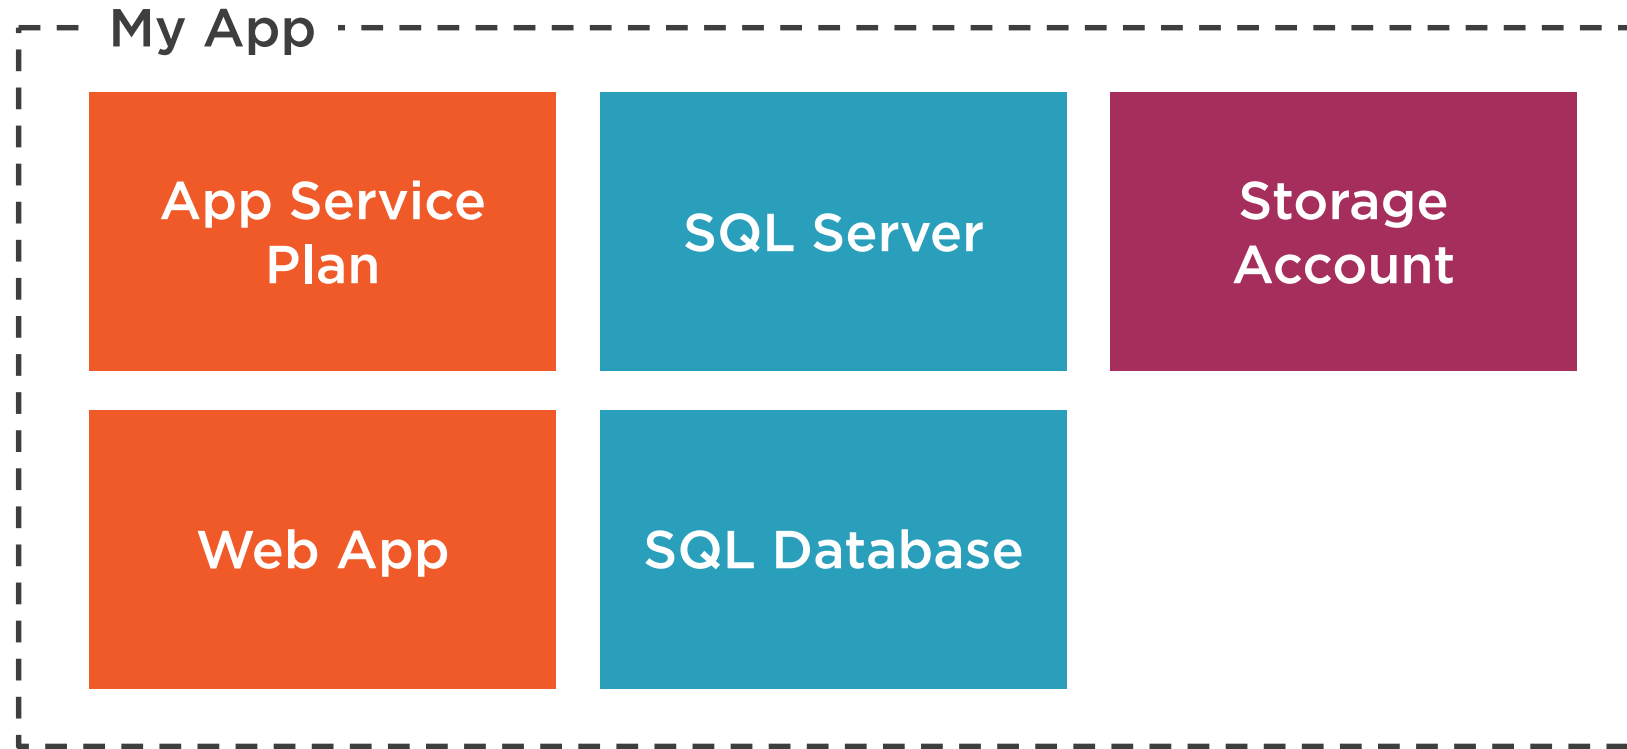 My App
App Service
Plan
SQL Server
Storage
Account
Web App
SQL Database